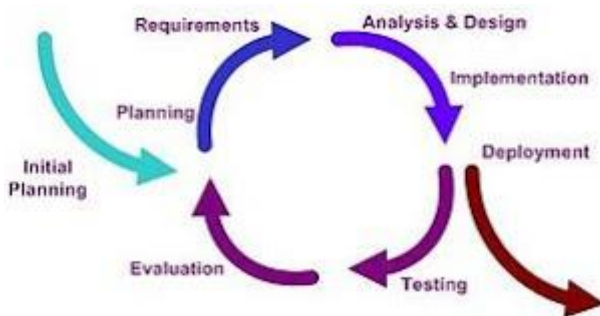 Requirements
Analysis & Design
Implementation
Planning
Deployment
Initial
Planning
Evaluation
Testing